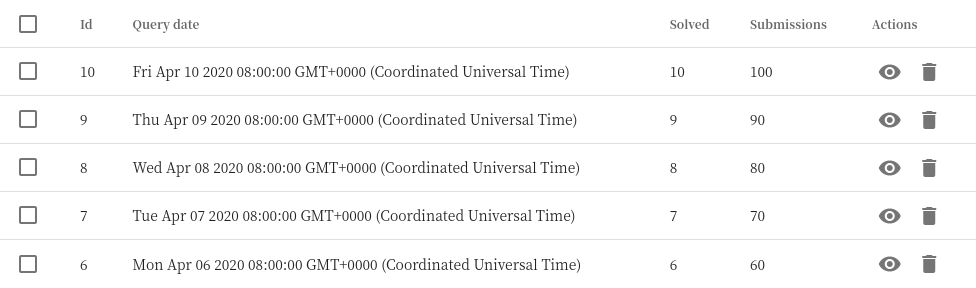 Id Query date Solved Submissions Actions
10 Fri Apr 10 2020 08:00:00 GMT+0000 (Coordinated Universal Time) 10 100
9 Thu Apr 09 2020 08:00:00 GMT+0000 (Coordinated Universal Time) 9 90
8 Wed Apr 08 2020 08:00:00 GMT+0000 (Coordinated Universal Time) 8 80
7 Tue Apr 07 2020 08:00:00 GMT+0000 (Coordinated Universal Time) 7 70
6 Mon Apr 06 2020 08:00:00 GMT+0000 (Coordinated Universal Time) 6 60